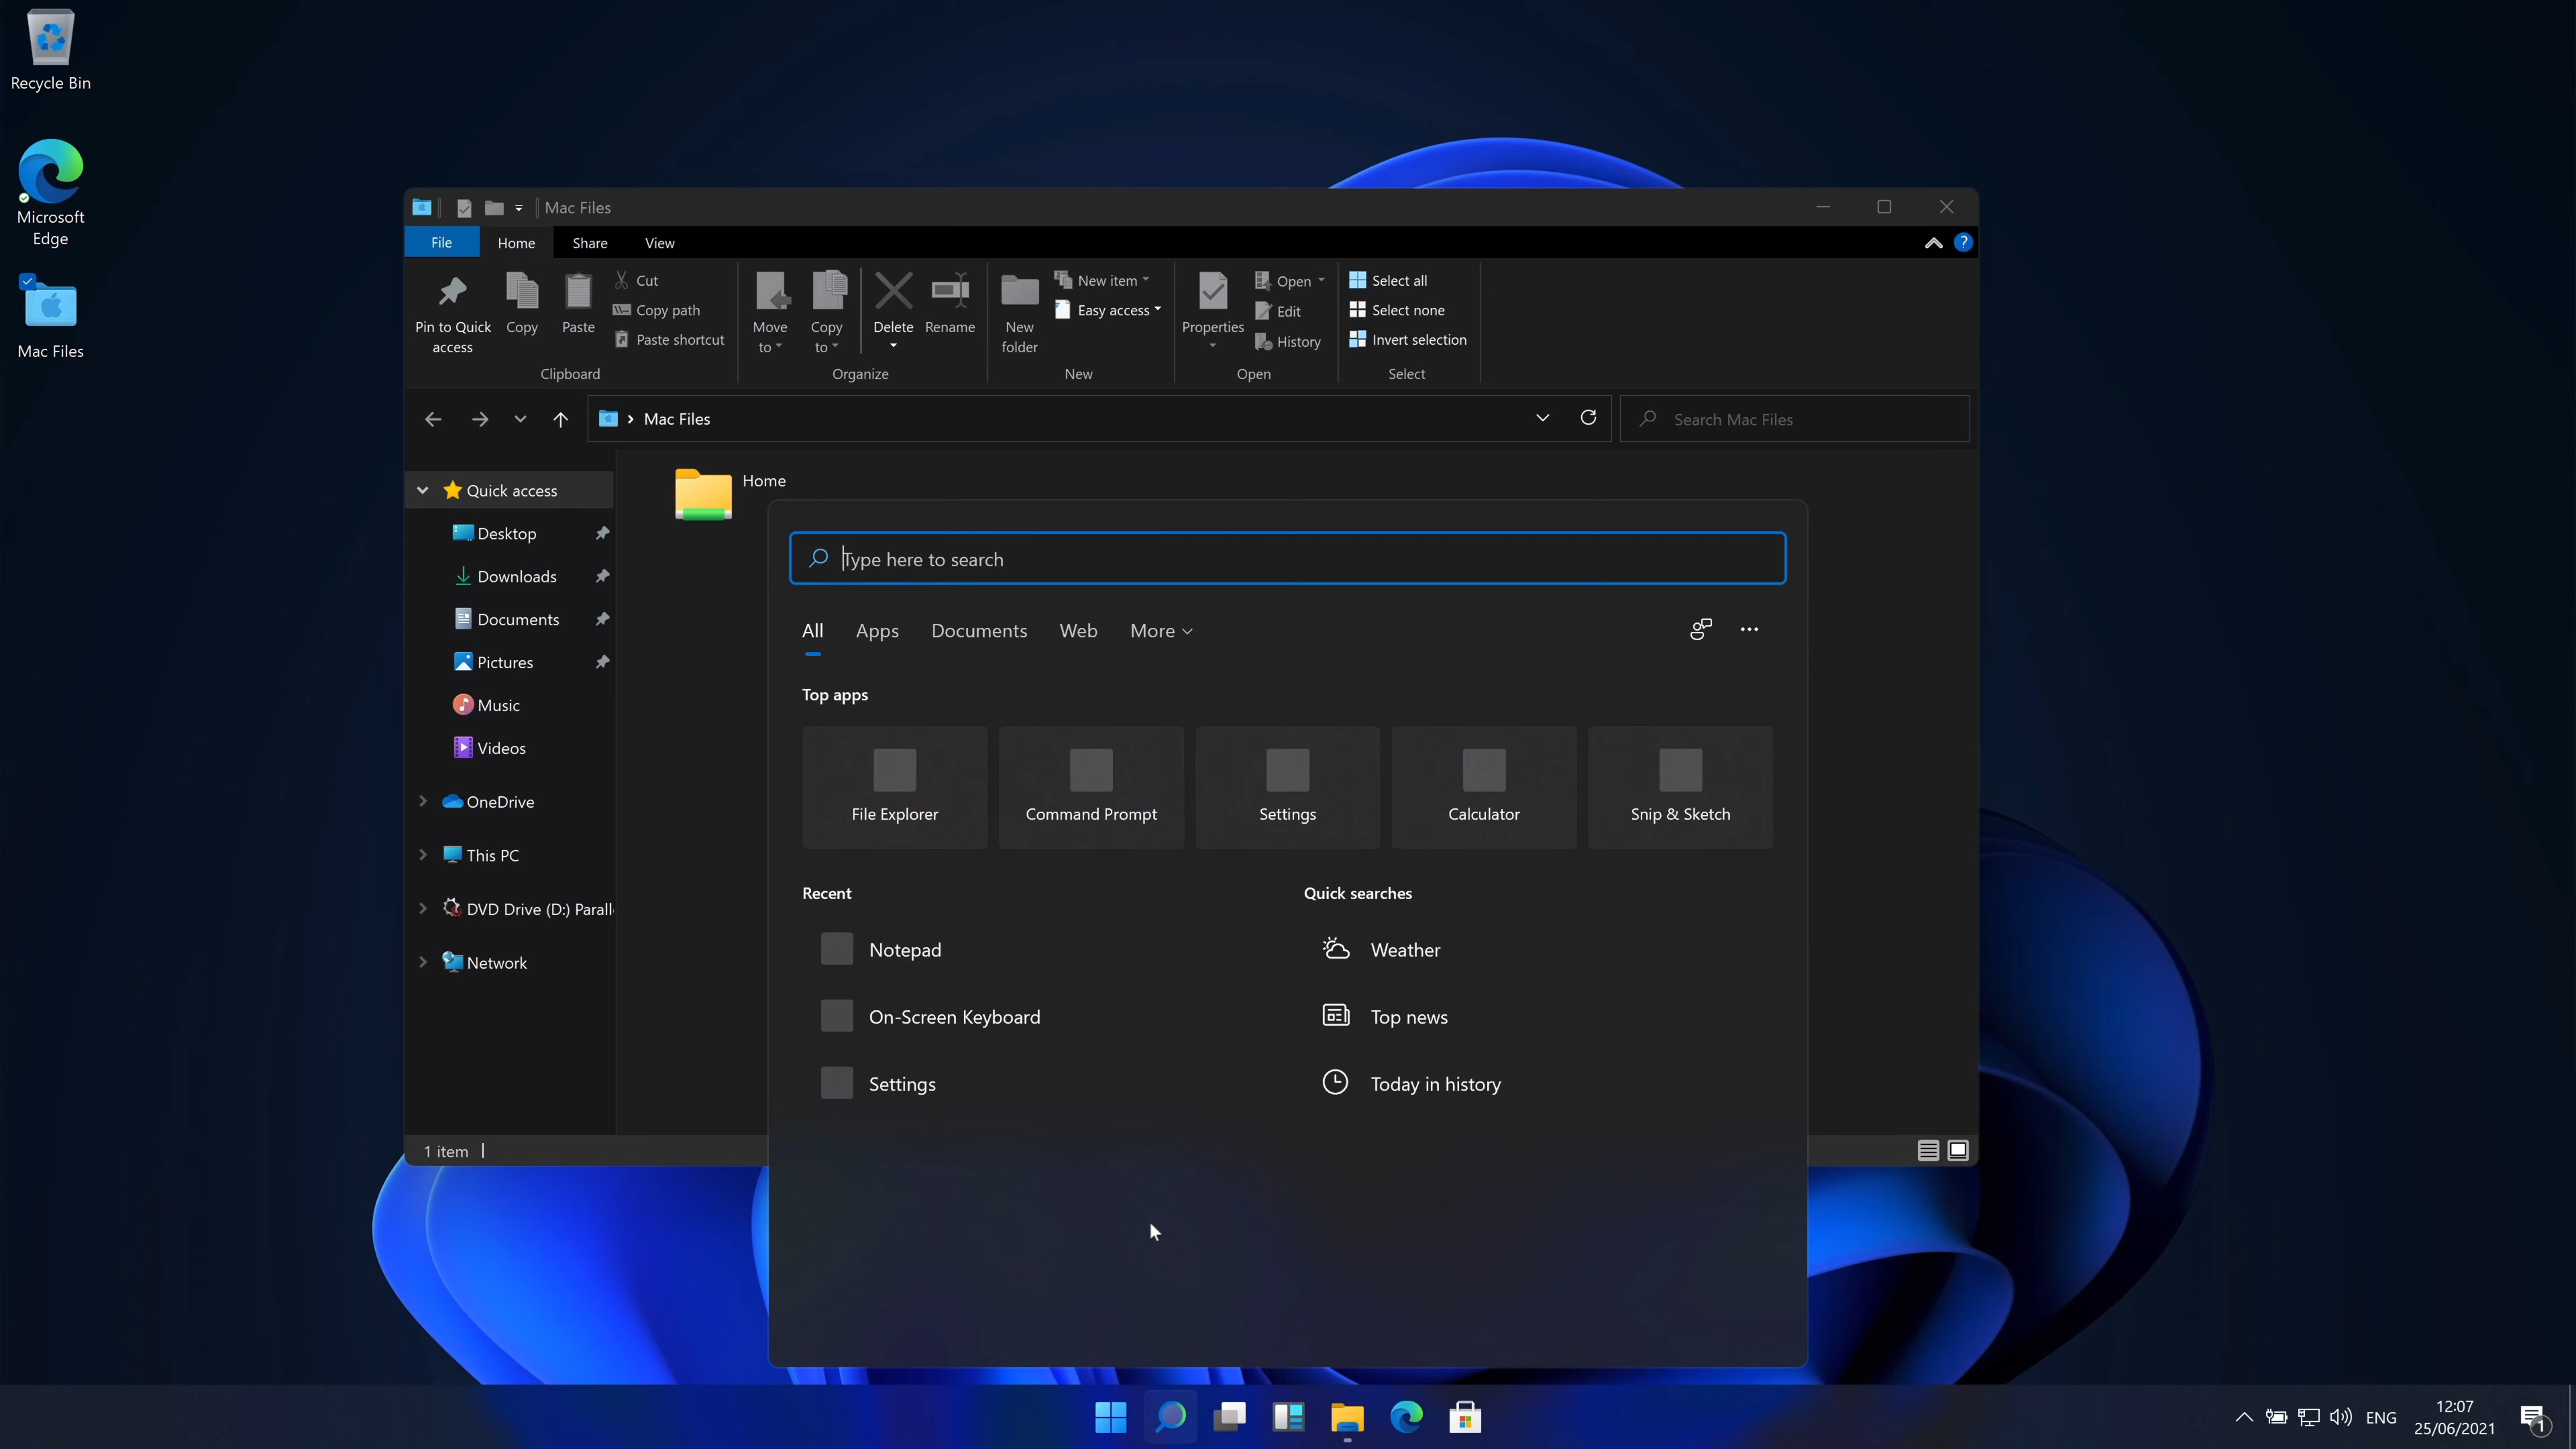 Recycle Bin
Microsoft
Edge
Mac Files
Mac Files
File
Home
Share
View
?
Pin to Quick
access
Copy
Paste
Cut
Copy path
Paste shortcut
Clipboard
Move
to
Copy
to
Delete
Rename
Organize
New
folder
New item
Easy access
New
Properties
Open
Edit
History
Open
Select all
Select none
Invert selection
Select
Mac Files
Search Mac Files
Quick access
Desktop
Downloads
Documents
Pictures
Music
Videos
OneDrive
This PC
DVD Drive (D:) Parall
Network
Home
1 item
Type here to search
All
Apps
Documents
Web
More
Top apps
File Explorer
Command Prompt
Settings
Calculator
Snip & Sketch
Recent
Notepad
On-Screen Keyboard
Settings
Quick searches
Weather
Top news
Today in history
ENG
12:07
25/06/2021
1